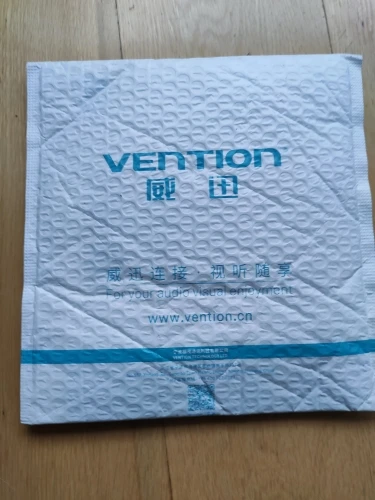 VENTION
威迅
威迅连接·视听随享
For your audio visual enjoyment
www.vention.cn